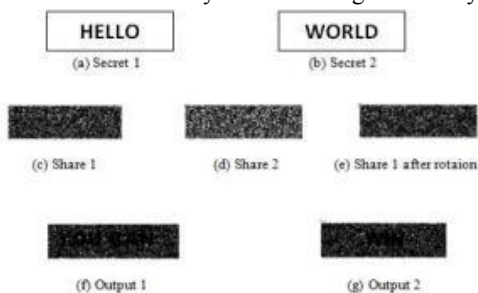 HELLO
WORLD
(a) Secret 1
(b) Secret 2
(c) Share 1
(d) Share 2
(e) Share 1 after rotaion
(f) Output 1
(g) Output 2